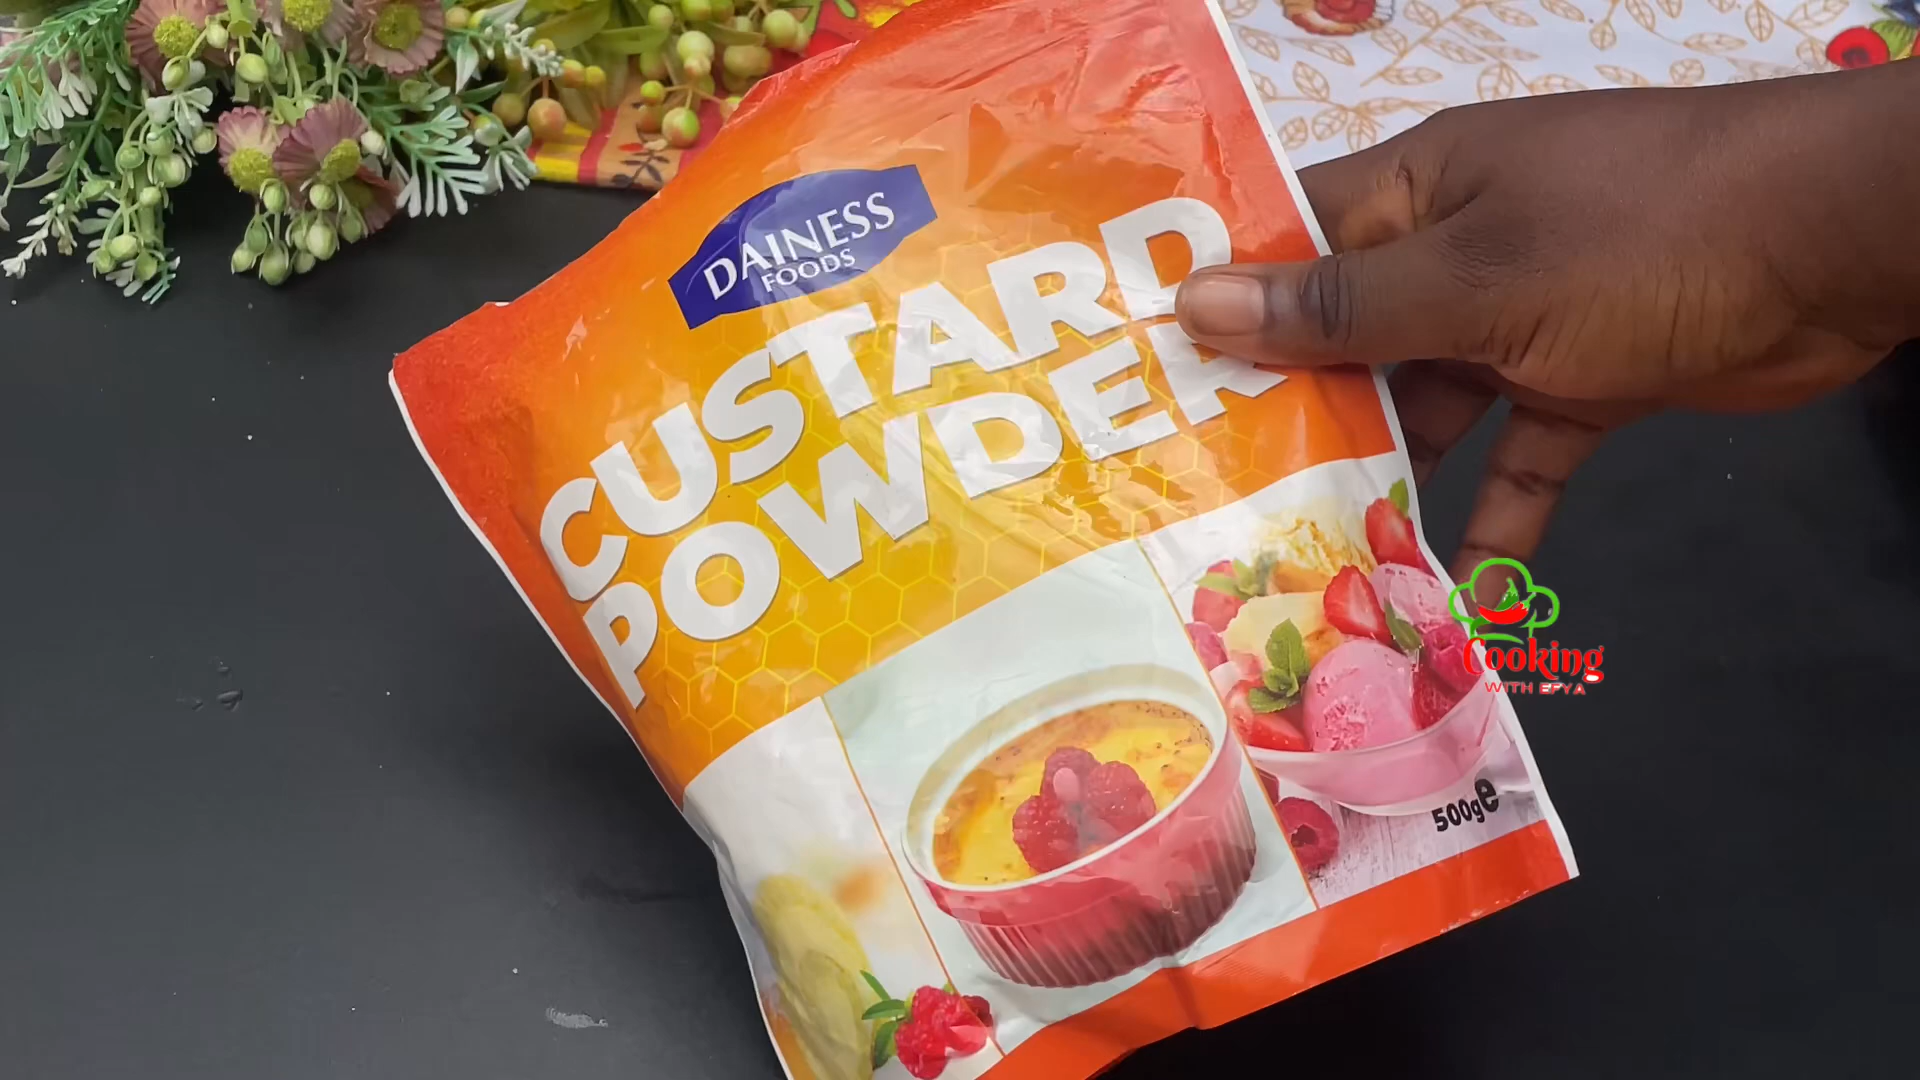 DAINESS
FOODS
CUSTARD
POWDER
500g e
Cooking
WITH EFYA